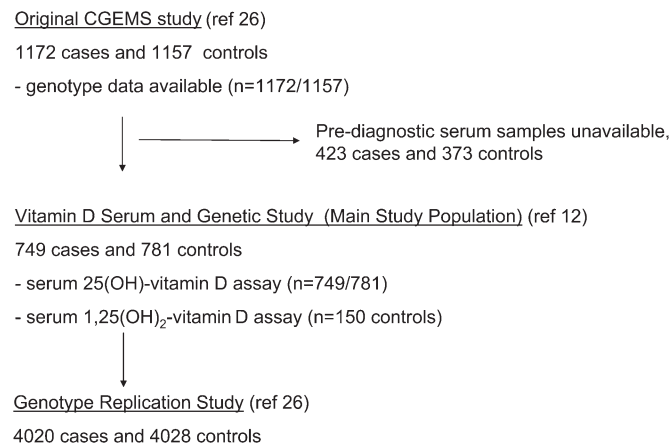 Original CGEMS study (ref 26)
1172 cases and 1157 controls
- genotype data available (n=1172/1157)
Pre-diagnostic serum samples unavailable,
423 cases and 373 controls
Vitamin D Serum and Genetic Study (Main Study Population) (ref 12)
749 cases and 781 controls
- serum 25(OH)-vitamin D assay (n=749/781)
- serum 1,25(OH)₂-vitamin D assay (n=150 controls)
Genotype Replication Study (ref 26)
4020 cases and 4028 controls